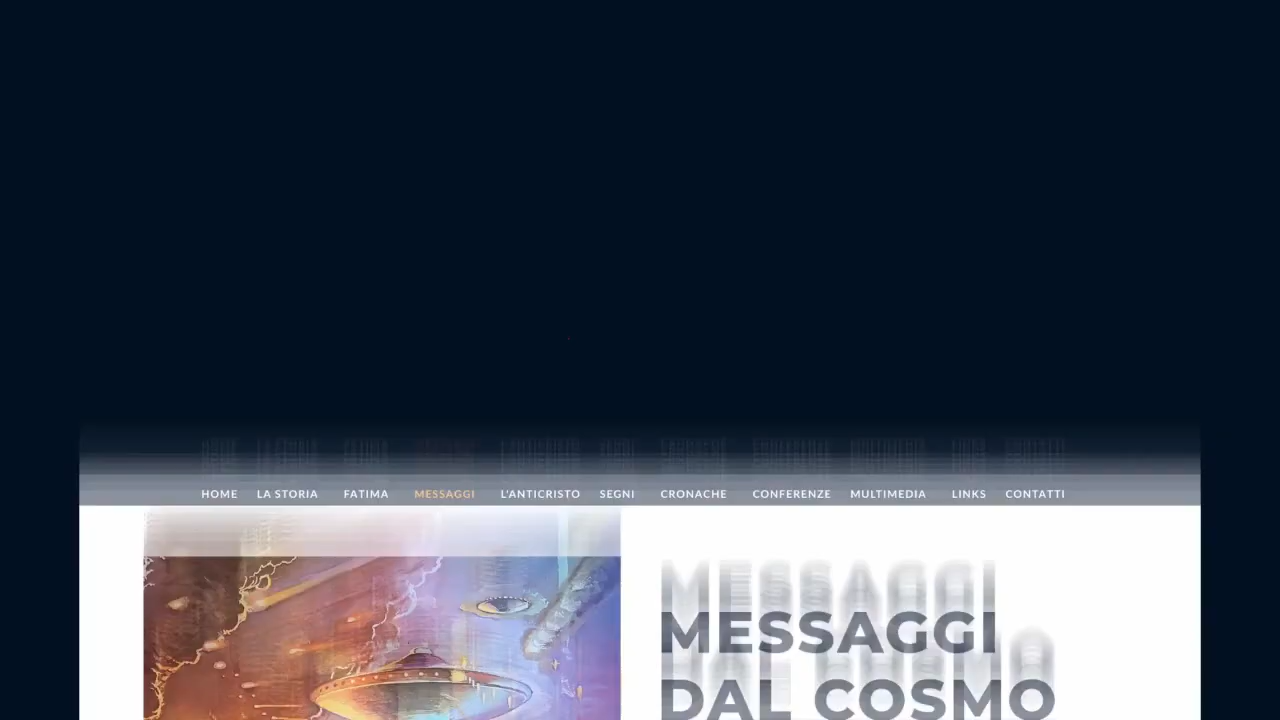 HOME LA STORIA FATIMA MESSAGGI L'ANTICRISTO SEGNI CRONACHE CONFERENZE MULTIMEDIA LINKS CONTATTI
MESSAGGI
DAL COSMO